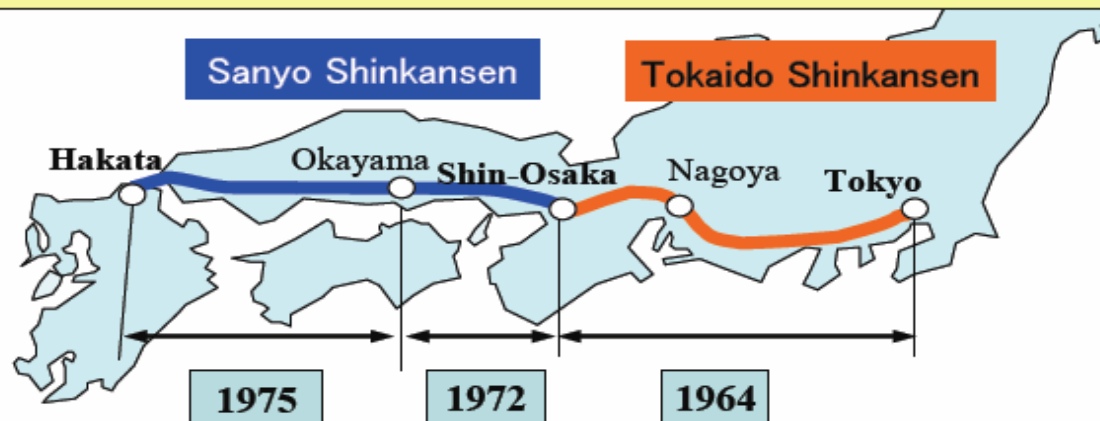 Sanyo Shinkansen
Tokaido Shinkansen
Hakata
Okayama
Shin-Osaka
Nagoya
Tokyo
1975
1972
1964